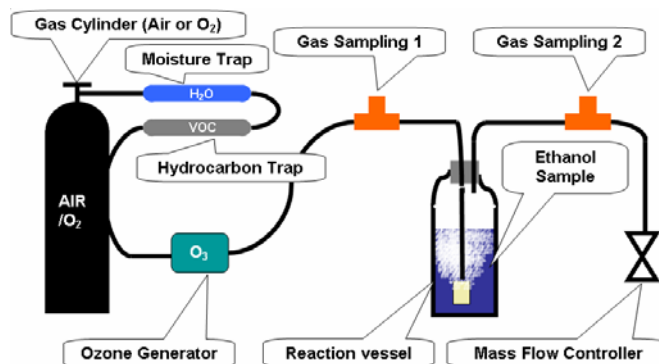 Gas Cylinder (Air or O₂)
Moisture Trap
H₂O
VOC
Hydrocarbon Trap
Gas Sampling 1
Gas Sampling 2
Ethanol
Sample
AIR
/O₂
O₃
Ozone Generator
Reaction vessel
Mass Flow Controller